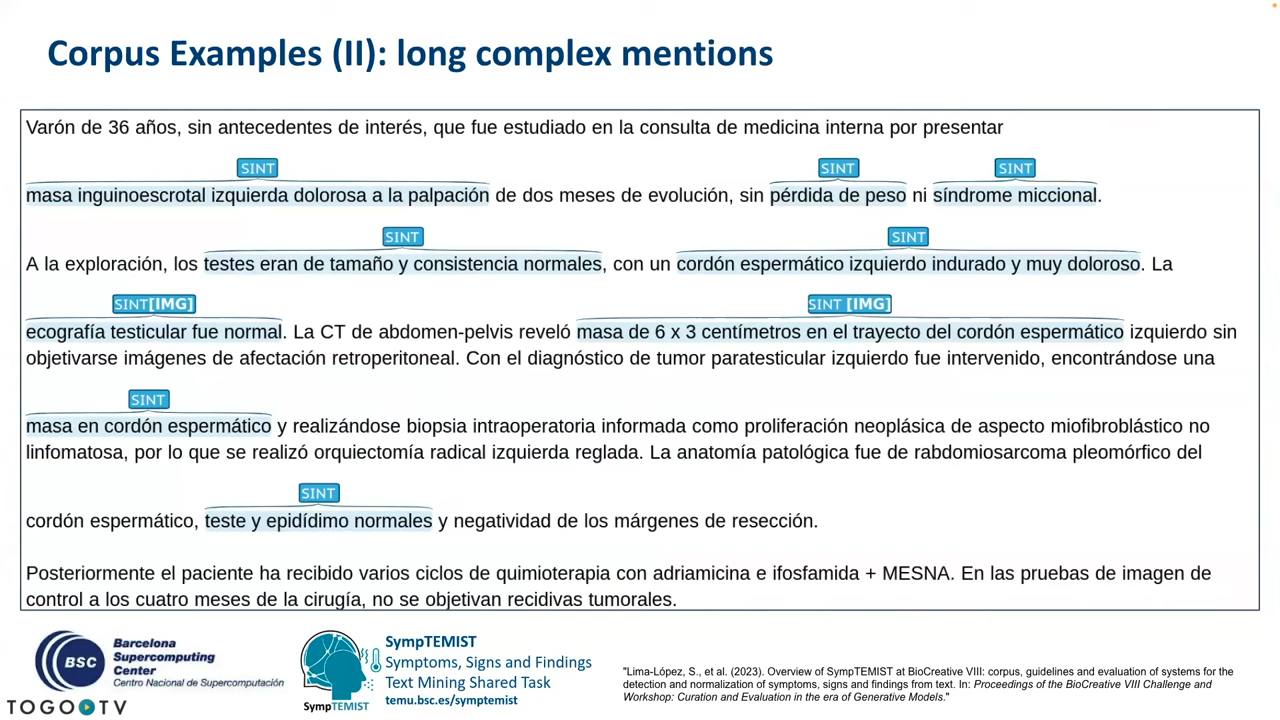 Corpus Examples (II): long complex mentions
Varón de 36 años, sin antecedentes de interés, que fue estudiado en la consulta de medicina interna por presentar
SINT SINT SINT
masa inguinoescrotal izquierda dolorosa a la palpación de dos meses de evolución, sin pérdida de peso ni síndrome miccional.
SINT SINT
A la exploración, los testes eran de tamaño y consistencia normales, con un cordón espermático izquierdo indurado y muy doloroso. La
SINT[IMG] SINT [IMG]
ecografía testicular fue normal. La CT de abdomen-pelvis reveló masa de 6 x 3 centímetros en el trayecto del cordón espermático izquierdo sin
objetivarse imágenes de afectación retroperitoneal. Con el diagnóstico de tumor paratesticular izquierdo fue intervenido, encontrándose una
SINT
masa en cordón espermático y realizándose biopsia intraoperatoria informada como proliferación neoplásica de aspecto miofibroblástico no
linfomatosa, por lo que se realizó orquiectomía radical izquierda reglada. La anatomía patológica fue de rabdomiosarcoma pleomórfico del
SINT
cordón espermático, teste y epidídimo normales y negatividad de los márgenes de resección.
Posteriormente el paciente ha recibido varios ciclos de quimioterapia con adriamicina e ifosfamida + MESNA. En las pruebas de imagen de
control a los cuatro meses de la cirugía, no se objetivan recidivas tumorales.
BSC
Barcelona
Supercomputing
Center
Centro Nacional de Supercomputación
SympTEMIST
SympTEMIST
Symptoms, Signs and Findings
Text Mining Shared Task
temu.bsc.es/symptemist
"Lima-López, S., et al. (2023). Overview of SympTEMIST at BioCreative VIII: corpus, guidelines and evaluation of systems for the
detection and normalization of symptoms, signs and findings from text. In: Proceedings of the BioCreative VIII Challenge and
Workshop: Curation and Evaluation in the era of Generative Models."
TOGO TV